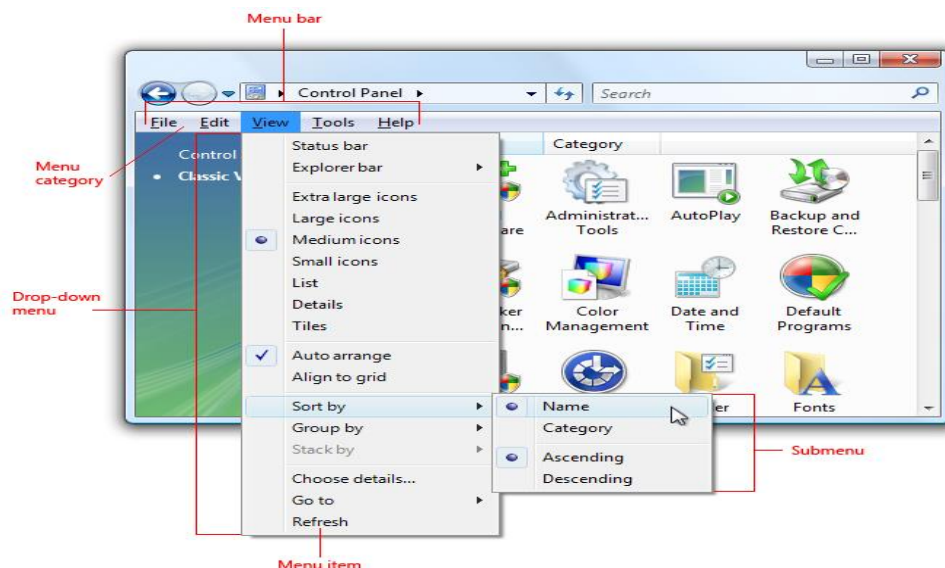 Menu bar
Control Panel
Search
File Edit View Tools Help
Menu
category
Control
Classic V
Category
Status bar
Explorer bar
Extra large icons
Large icons
Medium icons
Small icons
List
Details
Tiles
Auto arrange
Align to grid
Sort by
Group by
Stack by
Choose details...
Go to
Refresh
are
Administrat...
Tools
AutoPlay
Backup and
Restore C...
ker
n...
Color
Management
Date and
Time
Default
Programs
er
Fonts
Name
Category
Ascending
Descending
Drop-down
menu
Submenu
Menu item